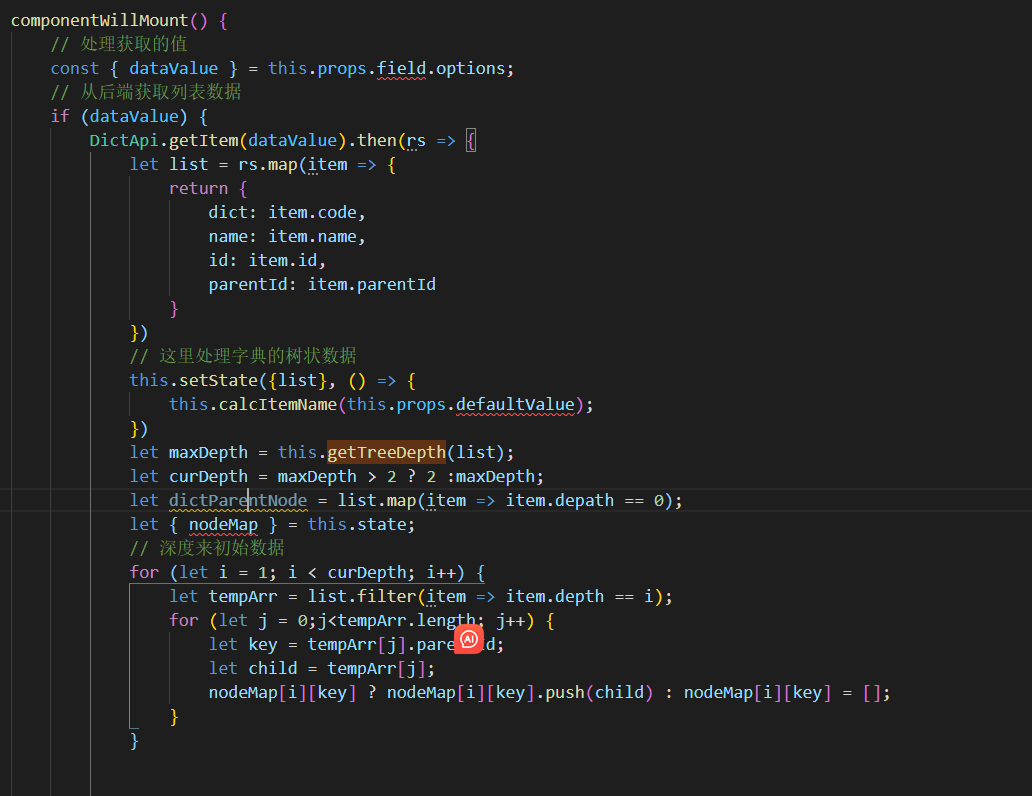 componentWillMount() {
// 处理获取的值
const { dataValue } = this.props.field.options;
// 从后端获取列表数据
if (dataValue) {
DictApi.getItem(dataValue).then(rs => {
let list = rs.map(item => {
return {
dict: item.code,
name: item.name,
id: item.id,
parentId: item.parentId
}
})
// 这里处理字典的树状数据
this.setState({list}, () => {
this.calcItemName(this.props.defaultValue);
})
let maxDepth = this.getTreeDepth(list);
let curDepth = maxDepth > 2 ? 2 :maxDepth;
let dictParentNode = list.map(item => item.depath == 0);
let { nodeMap } = this.state;
// 深度来初始数据
for (let i = 1; i < curDepth; i++) {
let tempArr = list.filter(item => item.depth == i);
for (let j = 0;j<tempArr.length; j++) {
let key = tempArr[j].parentId;
let child = tempArr[j];
nodeMap[i][key] ? nodeMap[i][key].push(child) : nodeMap[i][key] = [];
}
}
AI